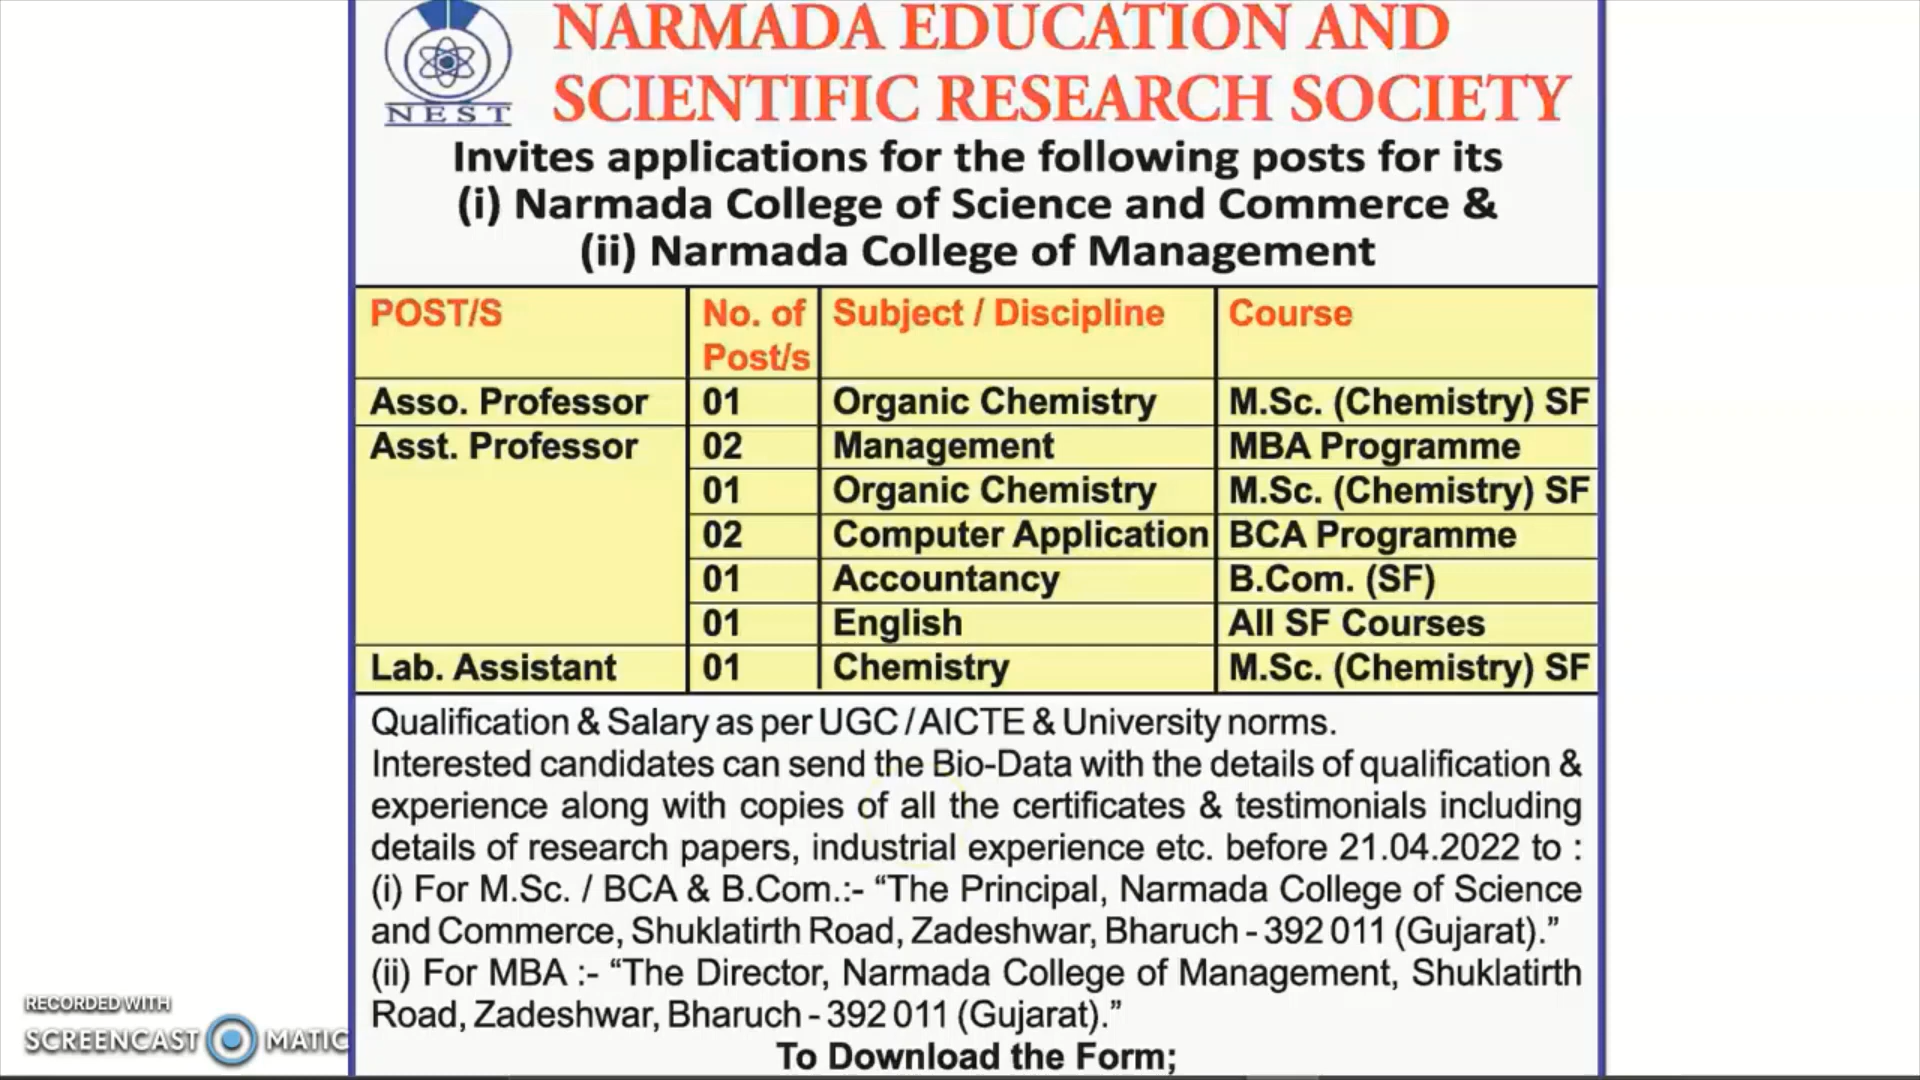 NEST
NARMADA EDUCATION AND
SCIENTIFIC RESEARCH SOCIETY
Invites applications for the following posts for its
(i) Narmada College of Science and Commerce &
(ii) Narmada College of Management
POST/S No. of Post/s Subject / Discipline Course
Asso. Professor 01 Organic Chemistry M.Sc. (Chemistry) SF
Asst. Professor 02 Management MBA Programme
01 Organic Chemistry M.Sc. (Chemistry) SF
02 Computer Application BCA Programme
01 Accountancy B.Com. (SF)
01 English All SF Courses
Lab. Assistant 01 Chemistry M.Sc. (Chemistry) SF
Qualification & Salary as per UGC / AICTE & University norms.
Interested candidates can send the Bio-Data with the details of qualification &
experience along with copies of all the certificates & testimonials including
details of research papers, industrial experience etc. before 21.04.2022 to :
(i) For M.Sc. / BCA & B.Com.:- “The Principal, Narmada College of Science
and Commerce, Shuklatirth Road, Zadeshwar, Bharuch - 392 011 (Gujarat).”
(ii) For MBA :- “The Director, Narmada College of Management, Shuklatirth
Road, Zadeshwar, Bharuch - 392 011 (Gujarat).”
To Download the Form;
RECORDED WITH
SCREENCAST MATIC